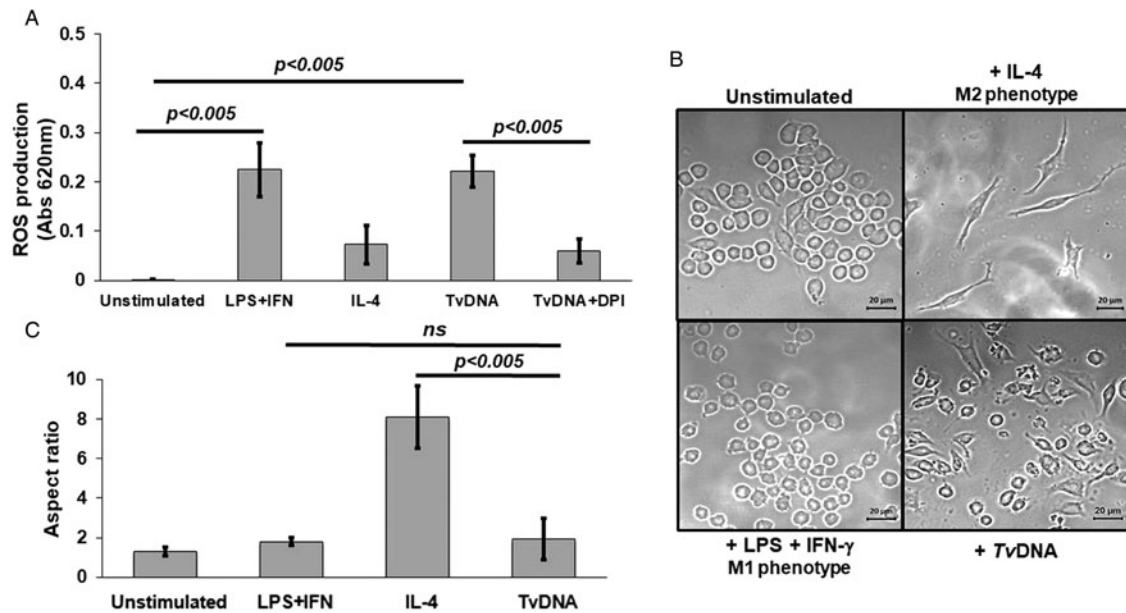 A
ROS production
(Abs 620nm)
0.5
0.4
0.3
0.2
0.1
0
p<0.005
p<0.005
p<0.005
Unstimulated LPS+IFN IL-4 TvDNA TvDNA+DPI
B
Unstimulated
+ IL-4
M2 phenotype
20 µm
20 µm
20 µm
20 µm
+ LPS + IFN-γ
M1 phenotype
+ TvDNA
C
Aspect ratio
10
8
6
4
2
0
ns
p<0.005
Unstimulated LPS+IFN IL-4 TvDNA